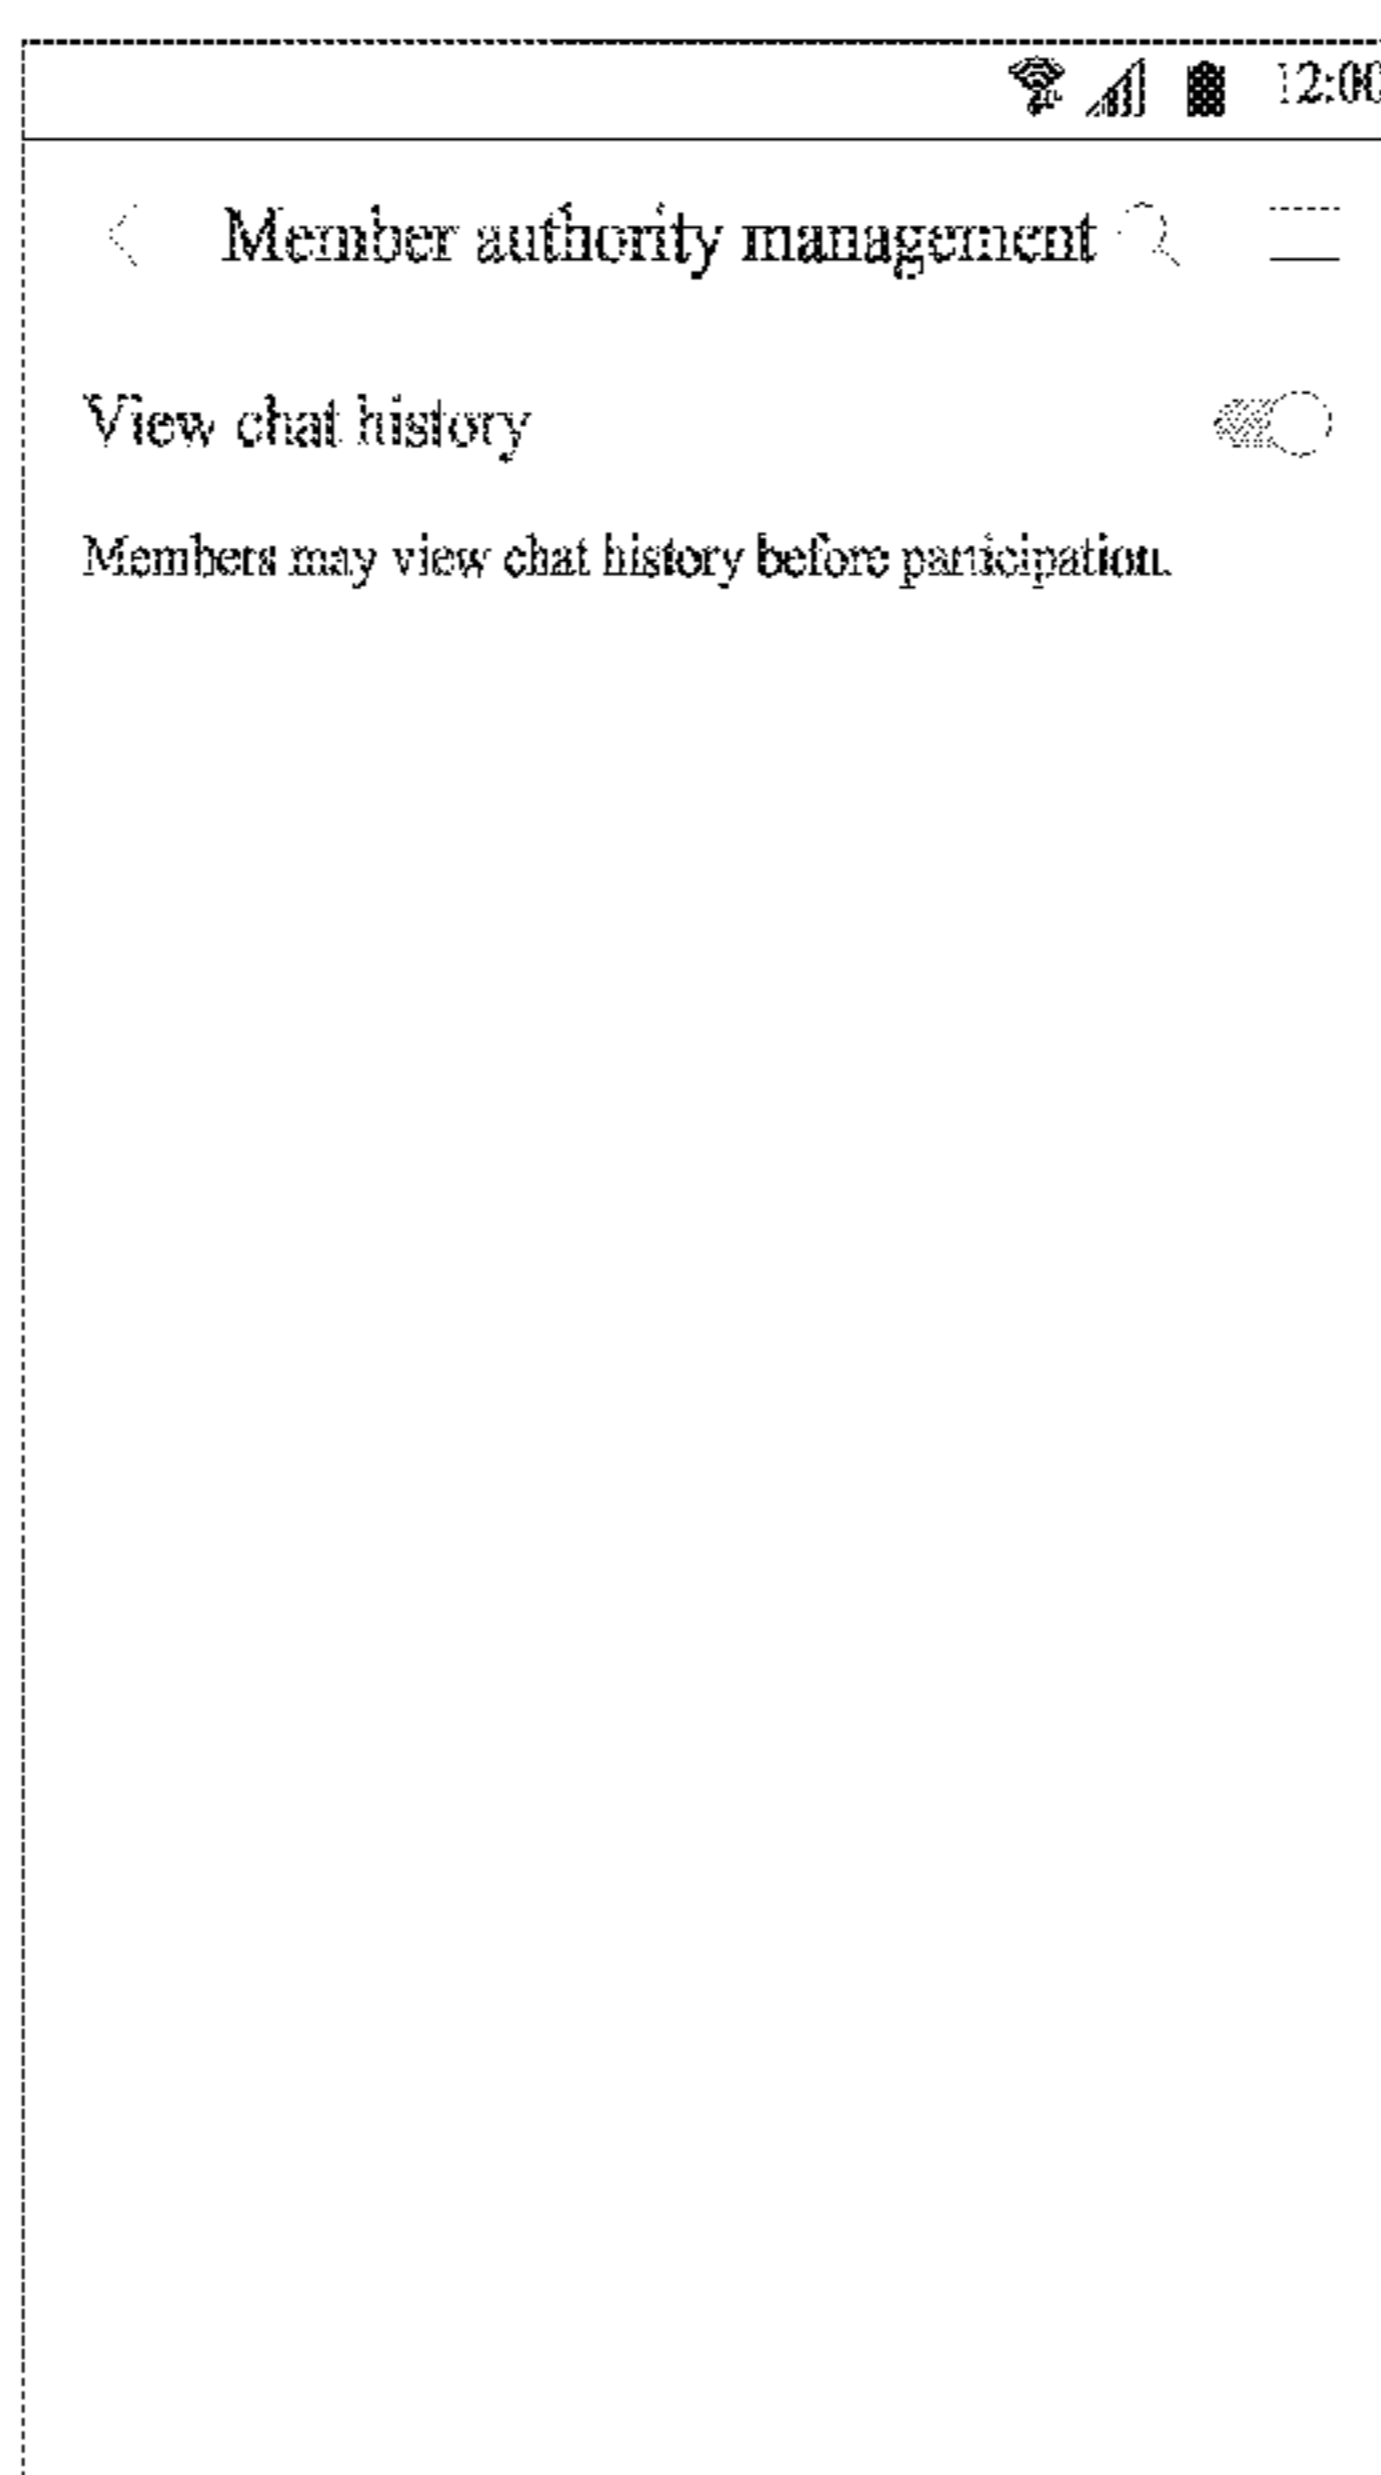 12:00
Member authority management
View chat history
Members may view chat history before participation.